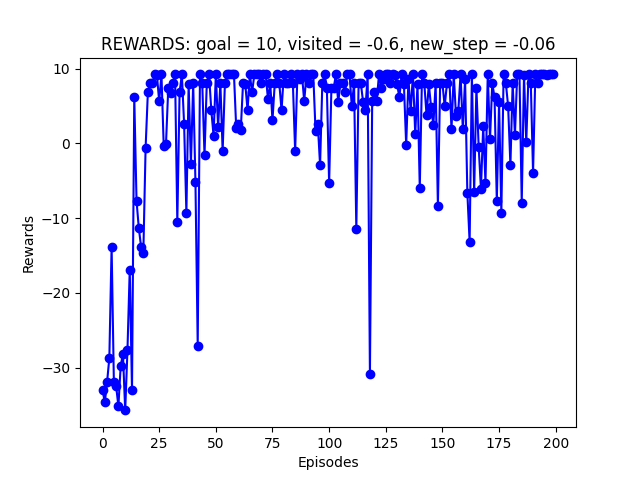 REWARDS: goal = 10, visited = -0.6, new_step = -0.06
10
0
−10
−20
−30
Rewards
0 25 50 75 100 125 150 175 200
Episodes